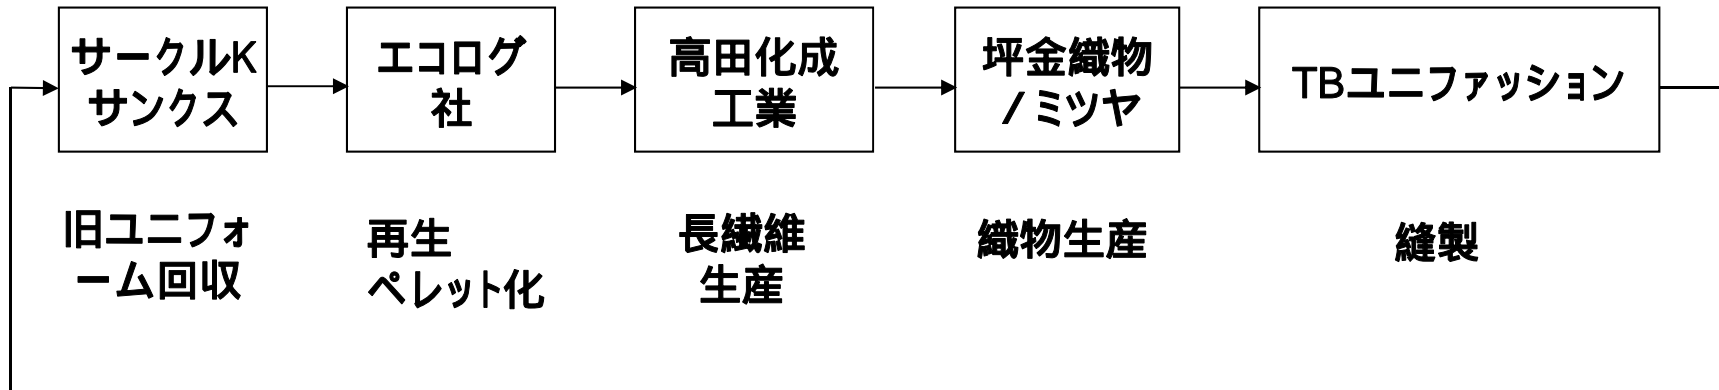 サークルK
サンクス
エコログ
社
高田化成
工業
坪金織物
/ミツヤ
TBユニファッション
旧ユニフォ
ーム回収
再生
ペレット化
長繊維
生産
織物生産
縫製